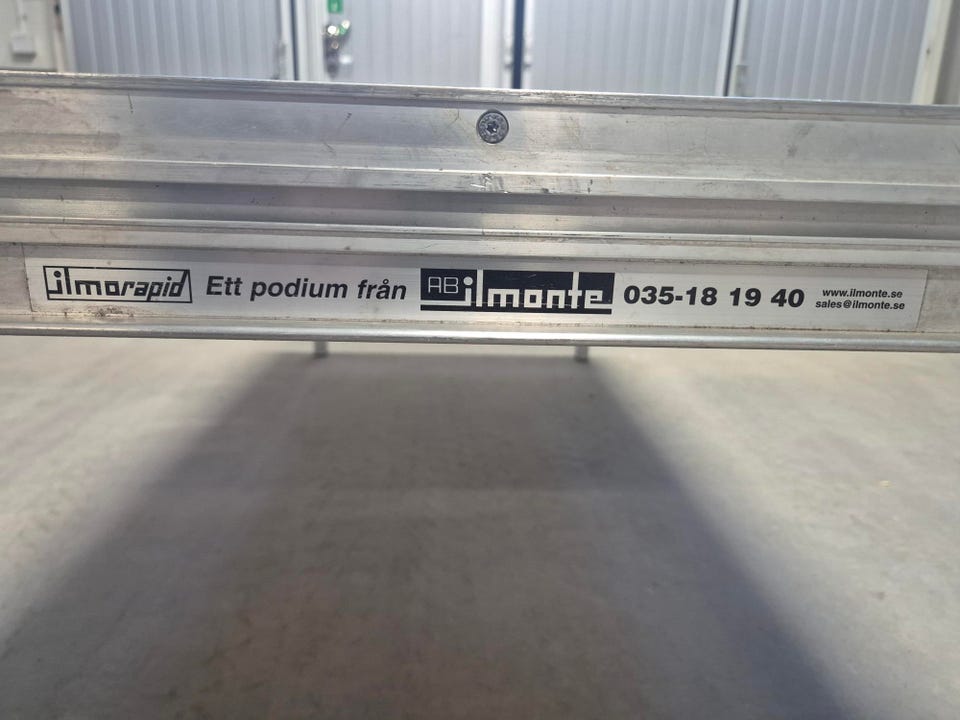 ilmorapid Ett podium från AB ilmonte 035-18 19 40
www.ilmonte.se
sales@ilmonte.se